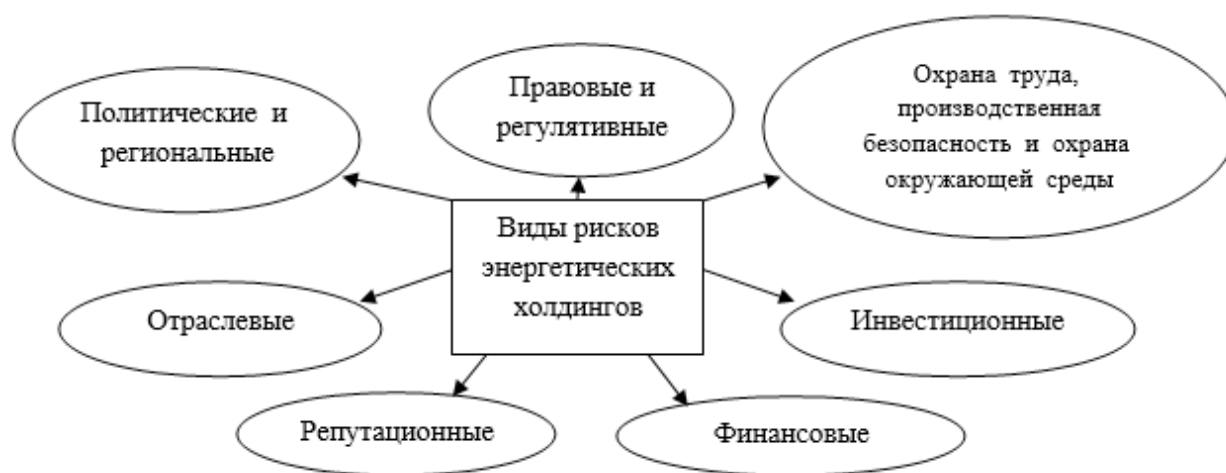 Политические и
региональные
Правовые и
регулятивные
Охрана труда,
производственная
безопасность и охрана
окружающей среды
Виды рисков
энергетических
холдингов
Отраслевые
Инвестиционные
Репутационные
Финансовые